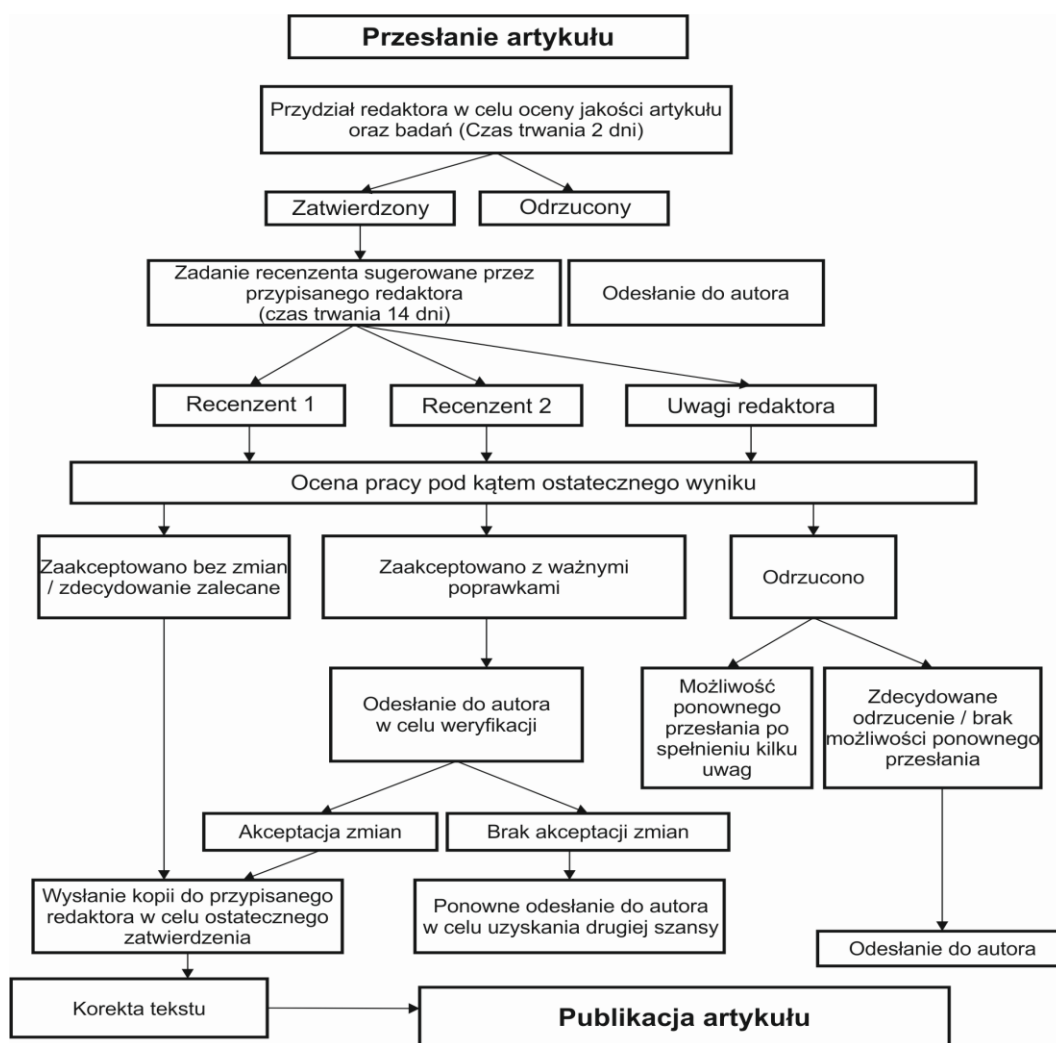 Przesłanie artykułu
Przydział redaktora w celu oceny jakości artykułu
oraz badań (Czas trwania 2 dni)
Zatwierdzony
Odrzucony
Zadanie recenzenta sugerowane przez
przypisanego redaktora
(czas trwania 14 dni)
Odesłanie do autora
Recenzent 1
Recenzent 2
Uwagi redaktora
Ocena pracy pod kątem ostatecznego wyniku
Zaakceptowano bez zmian
/ zdecydowanie zalecane
Zaakceptowano z ważnymi
poprawkami
Odrzucono
Odesłanie do autora
w celu weryfikacji
Możliwość
ponownego
przesłania po
spełnieniu kilku
uwag
Zdecydowane
odrzucenie / brak
możliwości ponownego
przesłania
Akceptacja zmian
Brak akceptacji zmian
Wysłanie kopii do przypisanego
redaktora w celu ostatecznego
zatwierdzenia
Ponowne odesłanie do autora
w celu uzyskania drugiej szansy
Odesłanie do autora
Korekta tekstu
Publikacja artykułu